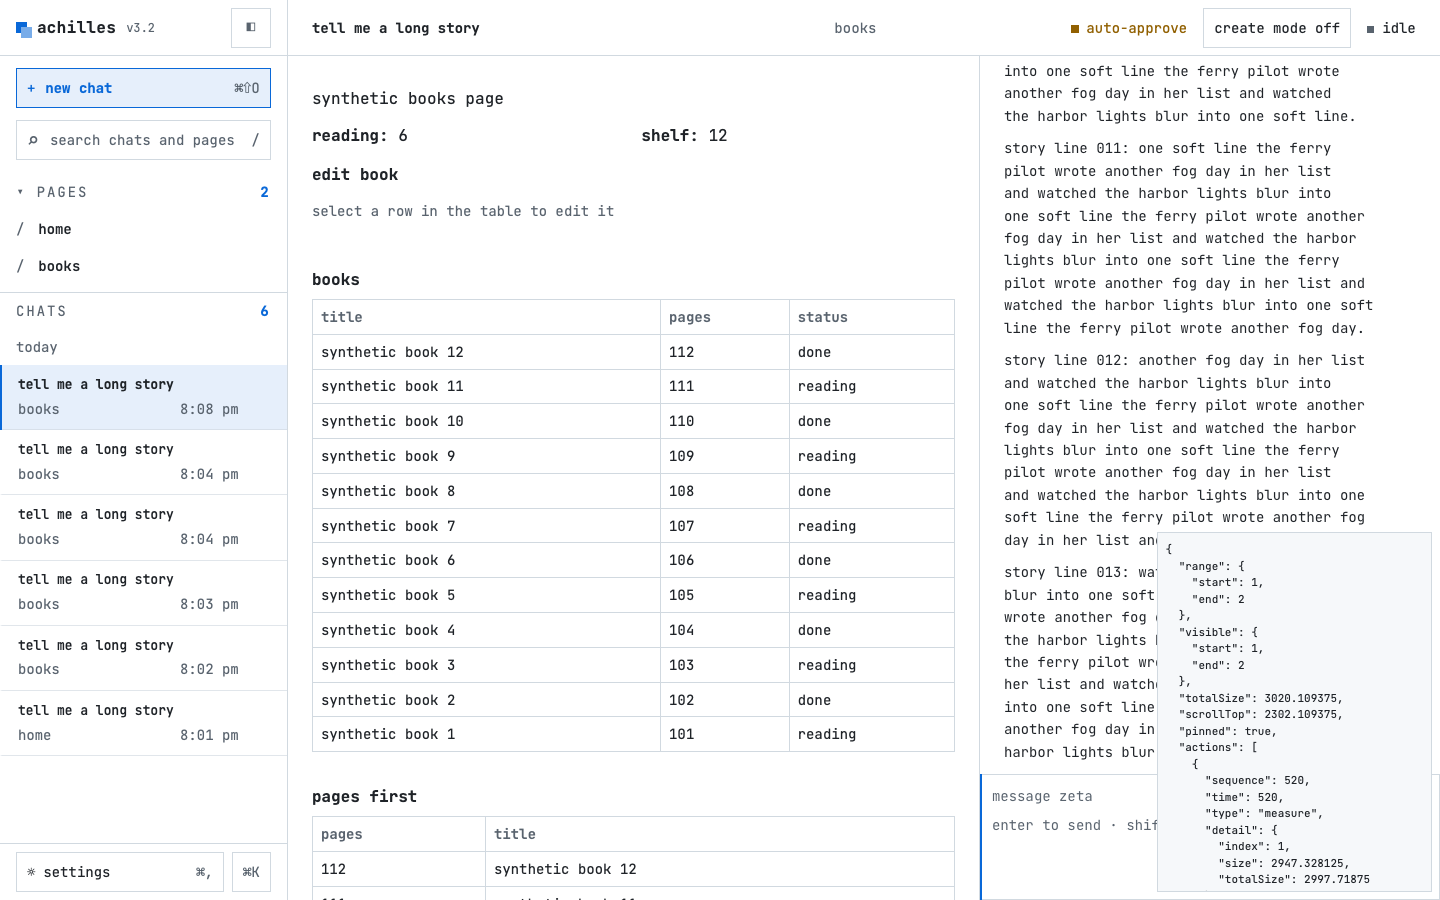 achilles v3.2
+ new chat ⌘⇧O
search chats and pages /
▾ PAGES 2
/ home
/ books
CHATS 6
today
tell me a long story
books 8:08 pm
tell me a long story
books 8:04 pm
tell me a long story
books 8:04 pm
tell me a long story
books 8:03 pm
tell me a long story
books 8:02 pm
tell me a long story
home 8:01 pm
settings ⌘,
⌘K
tell me a long story
books
auto-approve
create mode off
idle
synthetic books page
reading: 6
shelf: 12
edit book
select a row in the table to edit it
books
title pages status
synthetic book 12 112 done
synthetic book 11 111 reading
synthetic book 10 110 done
synthetic book 9 109 reading
synthetic book 8 108 done
synthetic book 7 107 reading
synthetic book 6 106 done
synthetic book 5 105 reading
synthetic book 4 104 done
synthetic book 3 103 reading
synthetic book 2 102 done
synthetic book 1 101 reading
pages first
pages title
112 synthetic book 12
into one soft line the ferry pilot wrote
another fog day in her list and watched
the harbor lights blur into one soft line.
story line 011: one soft line the ferry
pilot wrote another fog day in her list
and watched the harbor lights blur into
one soft line the ferry pilot wrote another
fog day in her list and watched the harbor
lights blur into one soft line the ferry
pilot wrote another fog day in her list and
watched the harbor lights blur into one soft
line the ferry pilot wrote another fog day.
story line 012: another fog day in her list
and watched the harbor lights blur into
one soft line the ferry pilot wrote another
fog day in her list and watched the harbor
lights blur into one soft line the ferry
pilot wrote another fog day in her list
and watched the harbor lights blur into one
soft line the ferry pilot wrote another fog
day in her list
story line 013:
blur into one soft
wrote another fog
the harbor lights
the ferry pilot
her list and
into one soft line
another fog day in
harbor lights blur
message zeta
enter to send ·
{
"range": {
"start": 1,
"end": 2
},
"visible": {
"start": 1,
"end": 2
},
"totalSize": 3020.109375,
"scrollTop": 2302.109375,
"pinned": true,
"actions": [
{
"sequence": 520,
"time": 520,
"type": "measure",
"detail": {
"index": 1,
"size": 2947.328125,
"totalSize": 2997.71875